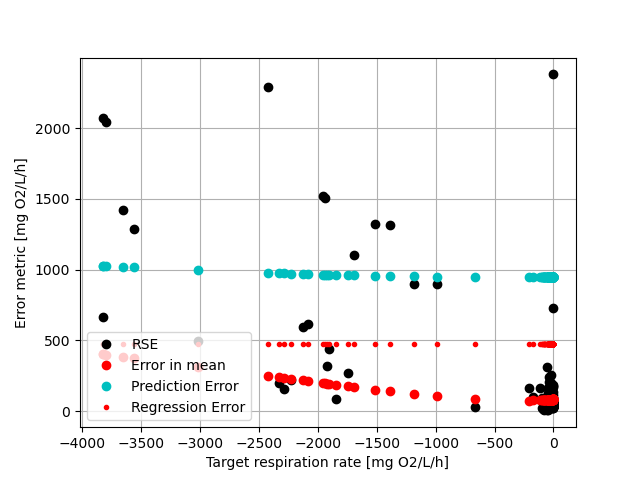 Error metric [mg O2/L/h]
2000
1500
1000
500
0
RSE
Error in mean
Prediction Error
Regression Error
−4000 −3500 −3000 −2500 −2000 −1500 −1000 −500 0
Target respiration rate [mg O2/L/h]